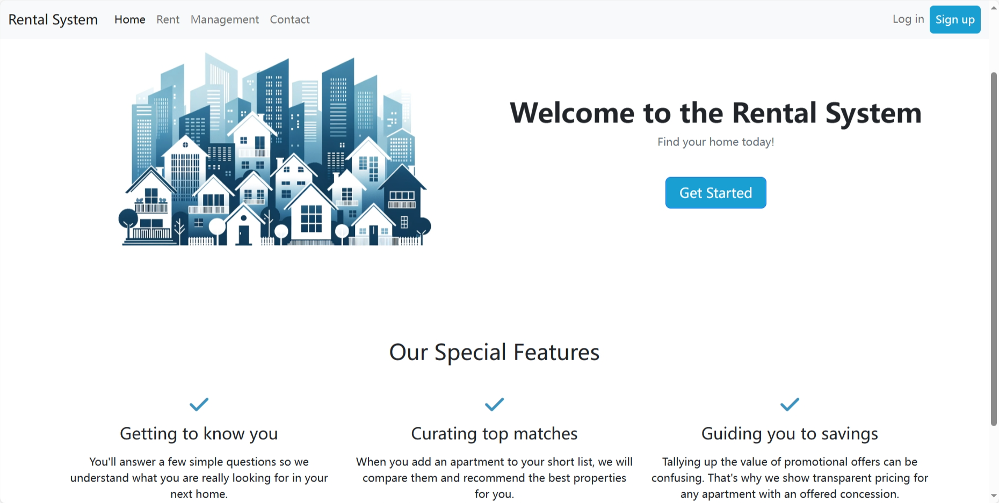 Rental System Home Rent Management Contact Log in Sign up
Welcome to the Rental System
Find your home today!
Get Started
Our Special Features
Getting to know you
You'll answer a few simple questions so we
understand what you are really looking for in your
next home.
Curating top matches
When you add an apartment to your short list, we will
compare them and recommend the best properties
for you.
Guiding you to savings
Tallying up the value of promotional offers can be
confusing. That's why we show transparent pricing for
any apartment with an offered concession.